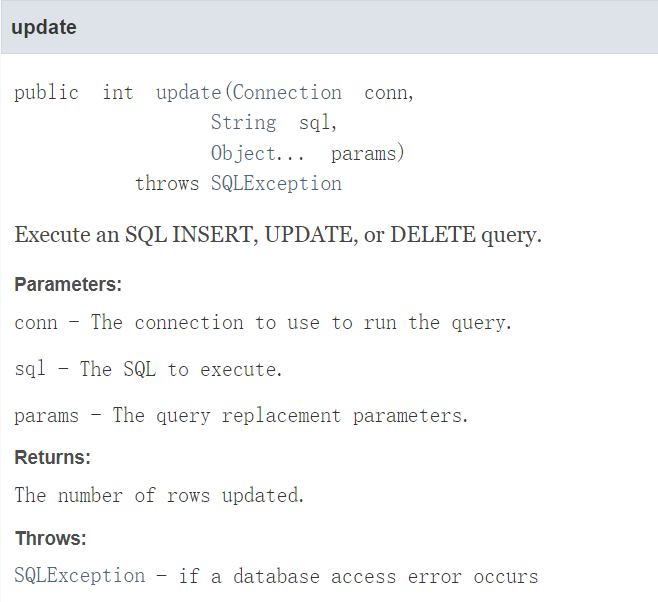 update
public int update(Connection conn,
String sql,
Object... params)
throws SQLException
Execute an SQL INSERT, UPDATE, or DELETE query.
Parameters:
conn - The connection to use to run the query.
sql - The SQL to execute.
params - The query replacement parameters.
Returns:
The number of rows updated.
Throws:
SQLException - if a database access error occurs